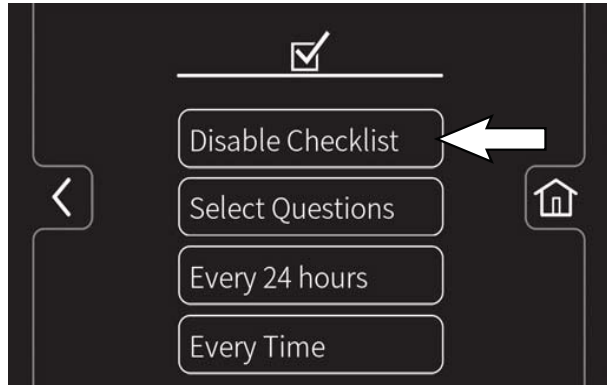 Disable Checklist
Select Questions
Every 24 hours
Every Time